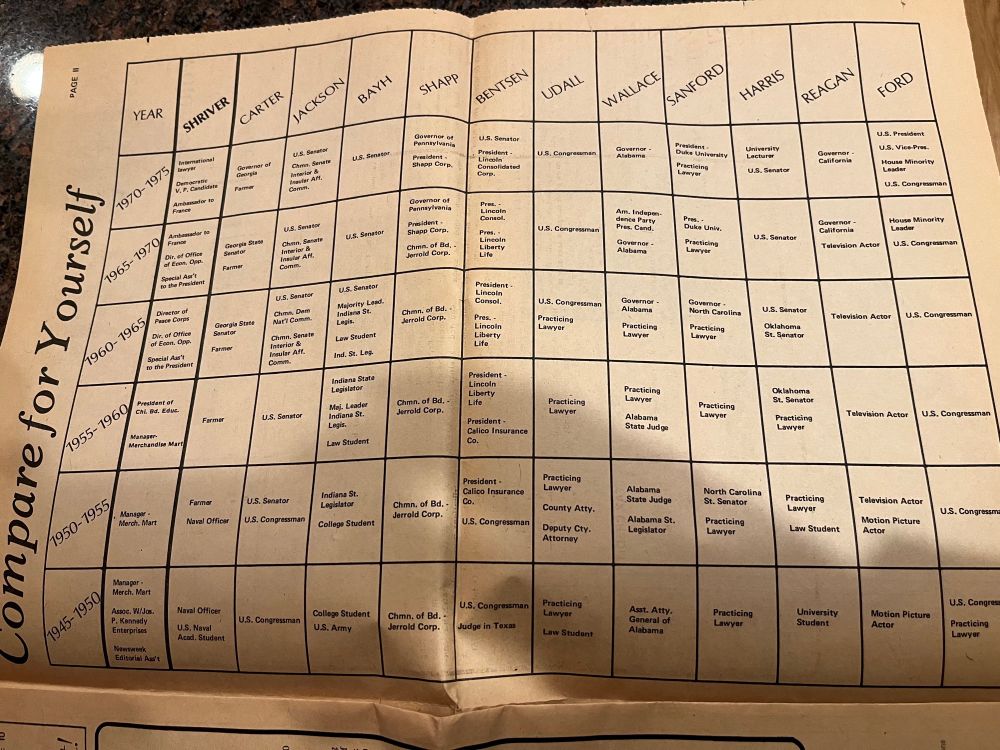 PAGE II
Compare for Yourself
YEAR
SHRIVER
CARTER
JACKSON
BAYH
SHAPP
BENTSEN
UDALL
WALLACE
SANFORD
HARRIS
REAGAN
FORD
1970-1975
International
lawyer
Democratic
V. P. Candidate
Ambassador to
France
Governor of
Georgia
Farmer
U.S. Senator
Chmn. Senate
Interior &
Insular Aff.
Comm.
U.S. Senator
Governor of
Pennsylvania
President -
Shapp Corp.
U.S. Senator
President -
Lincoln
Consolidated
Corp.
U.S. Congressman
Governor -
Alabama
President -
Duke University
Practicing
Lawyer
University
Lecturer
U.S. Senator
Governor -
California
U.S. President
U.S. Vice-Pres.
House Minority
Leader
U.S. Congressman
1965-1970
Ambassador to
France
Dir. of Office
of Econ. Opp.
Special Ass't
to the President
Georgia State
Senator
Farmer
U.S. Senator
Chmn. Senate
Interior &
Insular Aff.
Comm.
U.S. Senator
Governor of
Pennsylvania
President -
Shapp Corp.
Chmn. of Bd. -
Jerrold Corp.
Pres. -
Lincoln
Consol.
Pres. -
Lincoln
Liberty
Life
U.S. Congressman
Am. Indepen-
dence Party
Pres. Cand.
Governor -
Alabama
Pres. -
Duke Univ.
Practicing
Lawyer
U.S. Senator
Governor -
California
Television Actor
House Minority
Leader
U.S. Congressman
1960-1965
Director of
Peace Corps
Dir. of Office
of Econ. Opp.
Special Ass't
to the President
Georgia State
Senator
Farmer
U.S. Senator
Chmn. Dem
Nat'l Comm.
Chmn. Senate
Interior &
Insular Aff.
Comm.
U.S. Senator
Majority Lead.
Indiana St.
Legis.
Law Student
Ind. St. Leg.
Chmn. of Bd. -
Jerrold Corp.
President -
Lincoln
Consol.
Pres. -
Lincoln
Liberty
Life
U.S. Congressman
Practicing
Lawyer
Governor -
Alabama
Practicing
Lawyer
Governor -
North Carolina
Practicing
Lawyer
U.S. Senator
Oklahoma
St. Senator
Television Actor
U.S. Congressman
1955-1960
President of
Chi. Bd. Educ.
Manager-
Merchandise Mart
Farmer
U.S. Senator
Indiana State
Legislator
Maj. Leader
Indiana St.
Legis.
Law Student
Chmn. of Bd. -
Jerrold Corp.
President -
Lincoln
Liberty
Life
President -
Calico Insurance
Co.
Practicing
Lawyer
Practicing
Lawyer
Alabama
State Judge
Practicing
Lawyer
Oklahoma
St. Senator
Practicing
Lawyer
Television Actor
U.S. Congressman
1950-1955
Manager -
Merch. Mart
Farmer
Naval Officer
U.S. Senator
U.S. Congressman
Indiana St.
Legislator
College Student
Chmn. of Bd. -
Jerrold Corp.
President -
Calico Insurance
Co.
U.S. Congressman
Practicing
Lawyer
County Atty.
Deputy Cty.
Attorney
Alabama
State Judge
Alabama St.
Legislator
North Carolina
St. Senator
Practicing
Lawyer
Practicing
Lawyer
Law Student
Television Actor
Motion Picture
Actor
U.S. Congressma
1945-1950
Manager -
Merch. Mart
Assoc. W/Jos.
P. Kennedy
Enterprises
Newsweek
Editorial Ass't
Naval Officer
U.S. Naval
Acad. Student
U.S. Congressman
College Student
U.S. Army
Chmn. of Bd. -
Jerrold Corp.
U.S. Congressman
Judge in Texas
Practicing
Lawyer
Law Student
Asst. Atty.
General of
Alabama
Practicing
Lawyer
University
Student
Motion Picture
Actor
U.S. Congres
Practicing
Lawyer